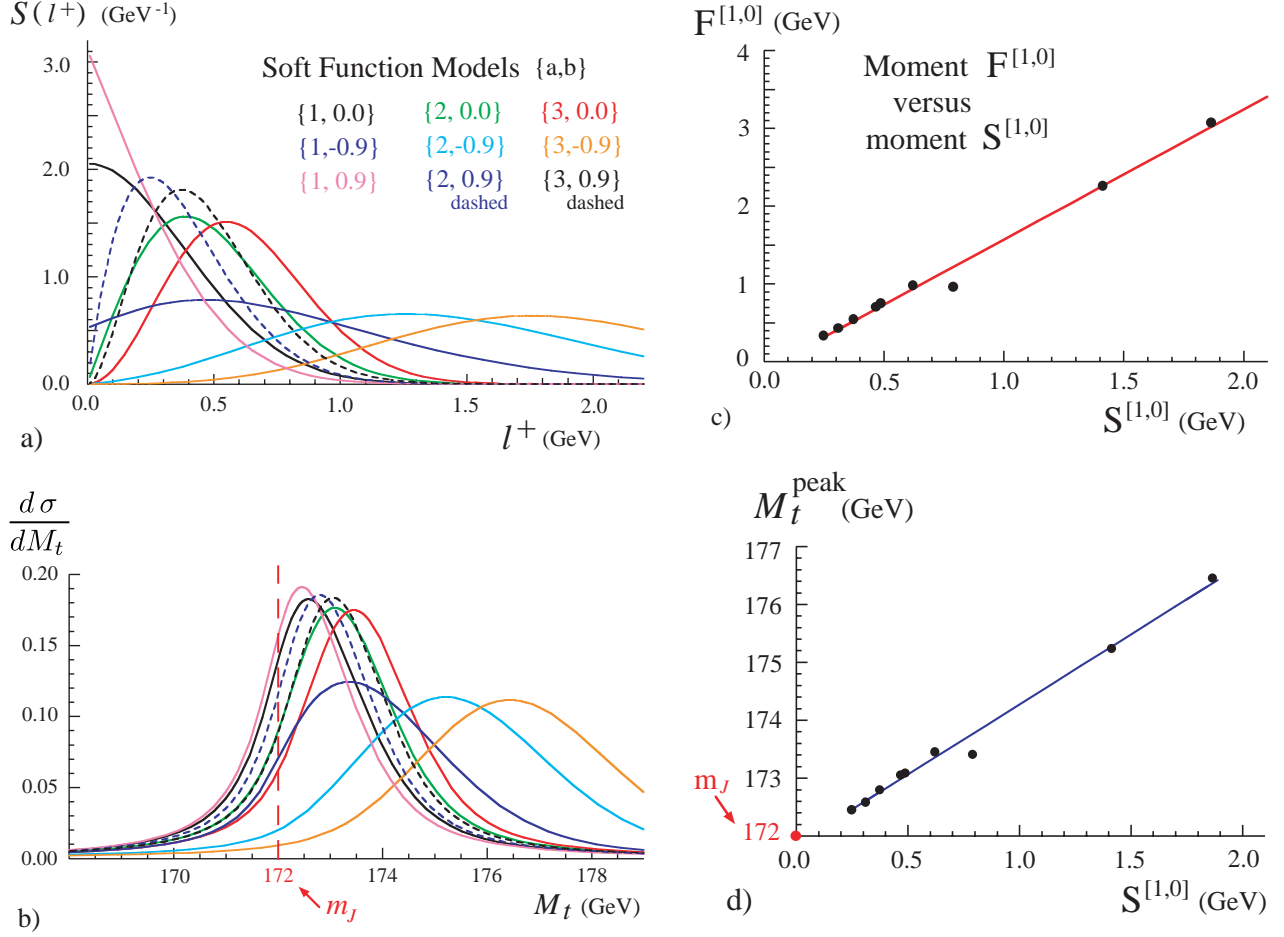 S(l+) (GeV-1)
3.0
2.0
1.0
0.0
Soft Function Models {a,b}
{1, 0.0} {2, 0.0} {3, 0.0}
{1,-0.9} {2,-0.9} {3,-0.9}
{1, 0.9} {2, 0.9} {3, 0.9}
dashed dashed
0.0 0.5 1.0 1.5 2.0
l+ (GeV)
a)
dσ
dMt
0.20
0.15
0.10
0.05
0.00
170 172 174 176 178
mJ
Mt (GeV)
b)
F[1,0] (GeV)
4
3
2
1
0
Moment F[1,0]
versus
moment S[1,0]
0.0 0.5 1.0 1.5 2.0
S[1,0] (GeV)
c)
Mtpeak (GeV)
177
176
175
174
173
172
mJ
0.0 0.5 1.0 1.5 2.0
S[1,0] (GeV)
d)